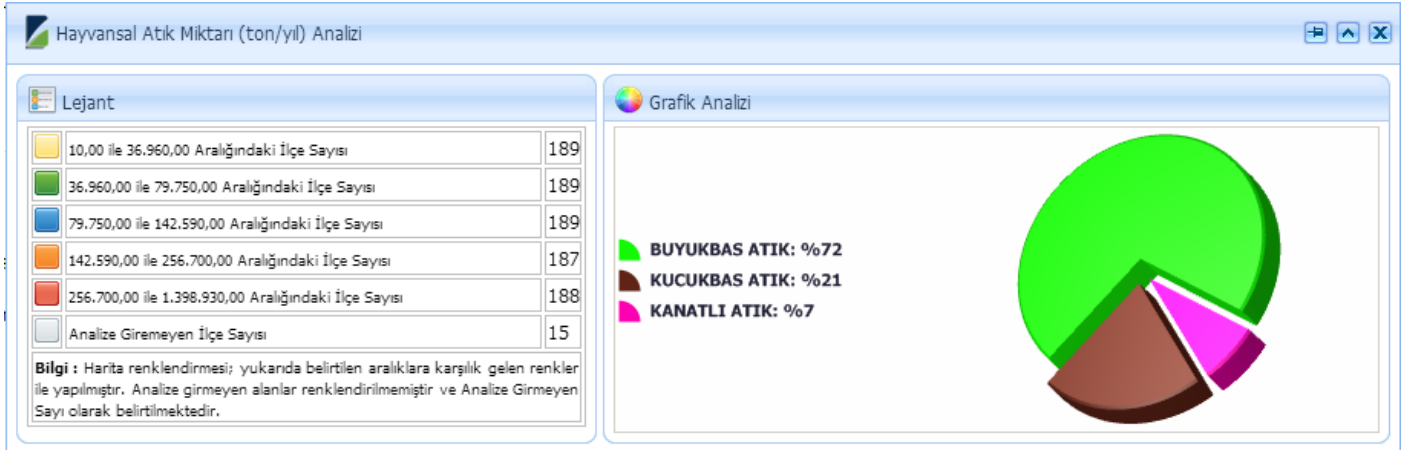 Hayvansal Atık Miktarı (ton/yıl) Analizi
Lejant
10,00 ile 36.960,00 Aralığındaki İlçe Sayısı 189
36.960,00 ile 79.750,00 Aralığındaki İlçe Sayısı 189
79.750,00 ile 142.590,00 Aralığındaki İlçe Sayısı 189
142.590,00 ile 256.700,00 Aralığındaki İlçe Sayısı 187
256.700,00 ile 1.398.930,00 Aralığındaki İlçe Sayısı 188
Analize Giremeyen İlçe Sayısı 15
Bilgi : Harita renklendirmesi; yukarıda belirtilen aralıklara karşılık gelen renkler
ile yapılmıştır. Analize girmeyen alanlar renklendirilmemiştir ve Analize Girmeyen
Sayı olarak belirtilmektedir.
Grafik Analizi
BUYUKBAS ATIK: %72
KUCUKBAS ATIK: %21
KANATLI ATIK: %7